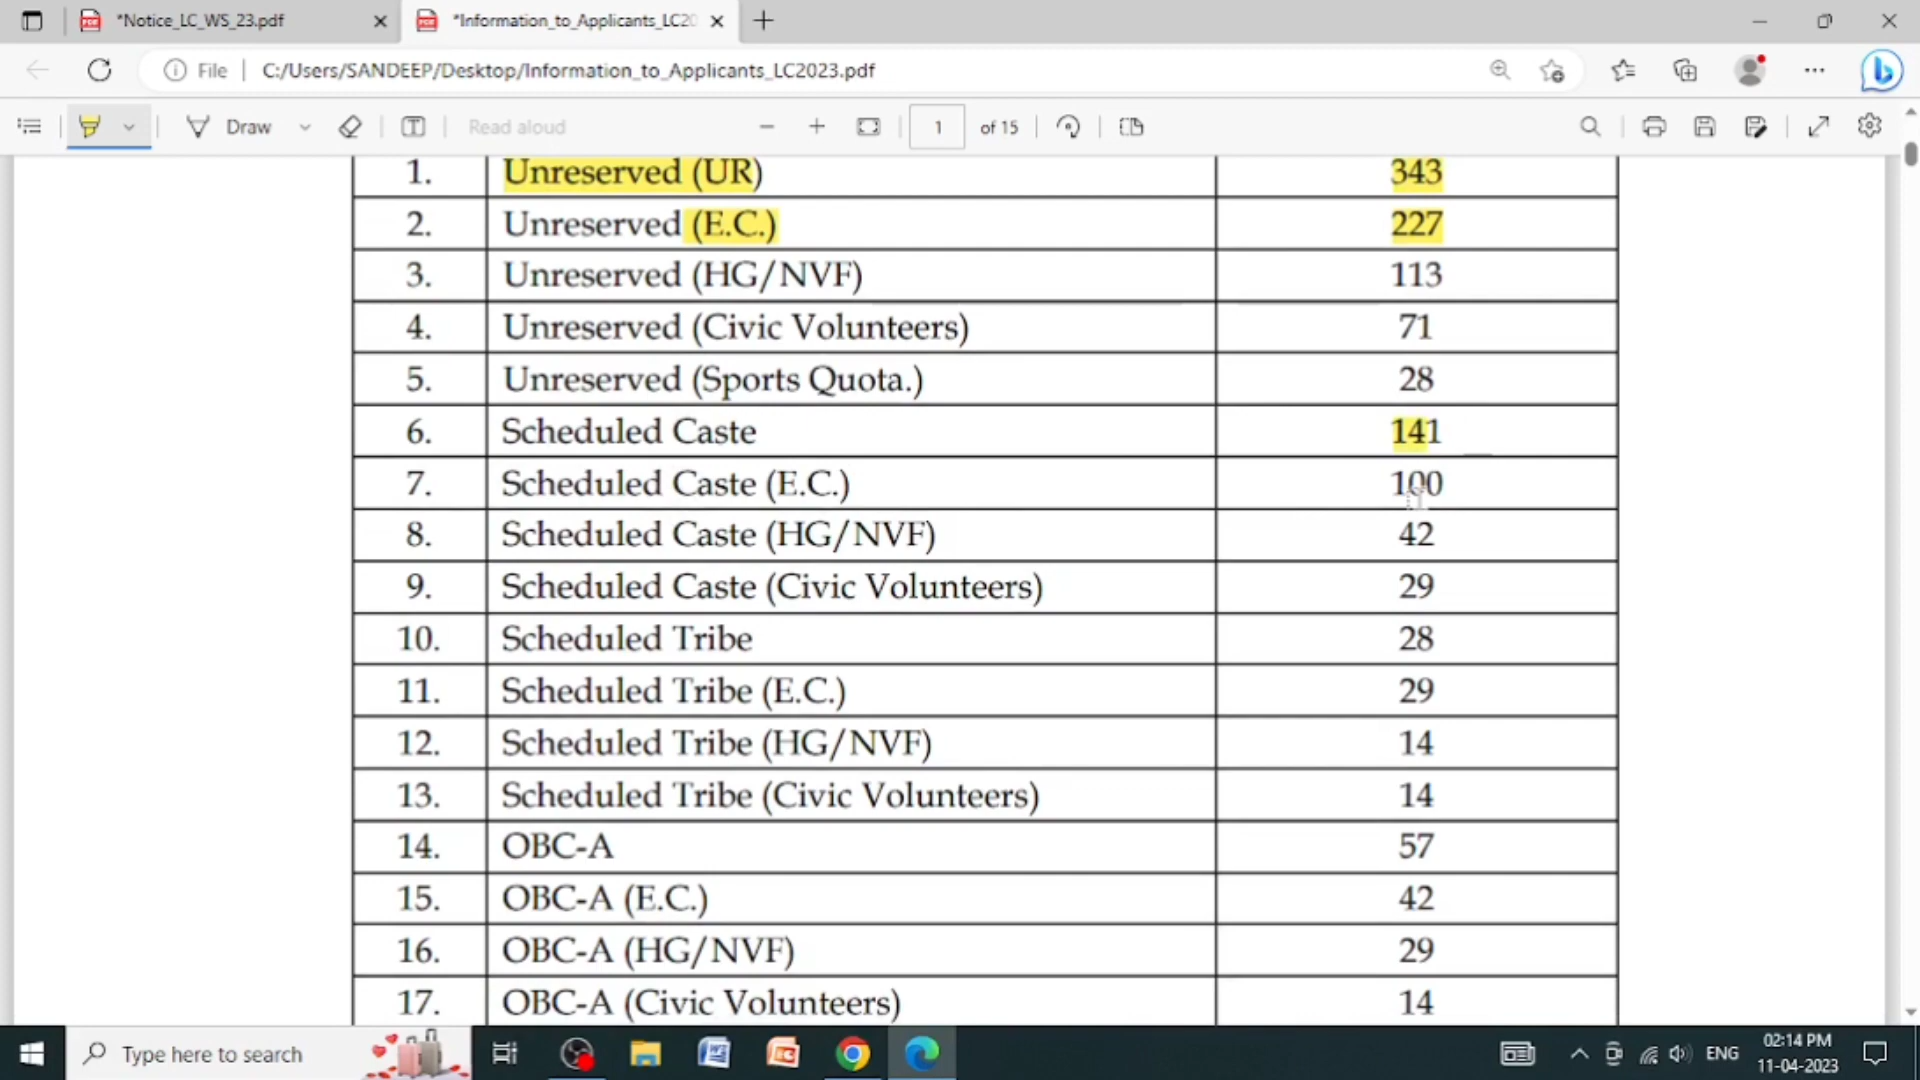 *Notice_LC_WS_23.pdf
*Information_to_Applicants_LC20
File
C:/Users/SANDEEP/Desktop/Information_to_Applicants_LC2023.pdf
Draw
Read aloud
1 of 15
1. Unreserved (UR) 343
2. Unreserved (E.C.) 227
3. Unreserved (HG/NVF) 113
4. Unreserved (Civic Volunteers) 71
5. Unreserved (Sports Quota.) 28
6. Scheduled Caste 141
7. Scheduled Caste (E.C.) 100
8. Scheduled Caste (HG/NVF) 42
9. Scheduled Caste (Civic Volunteers) 29
10. Scheduled Tribe 28
11. Scheduled Tribe (E.C.) 29
12. Scheduled Tribe (HG/NVF) 14
13. Scheduled Tribe (Civic Volunteers) 14
14. OBC-A 57
15. OBC-A (E.C.) 42
16. OBC-A (HG/NVF) 29
17. OBC-A (Civic Volunteers) 14
Type here to search
ENG
02:14 PM
11-04-2023